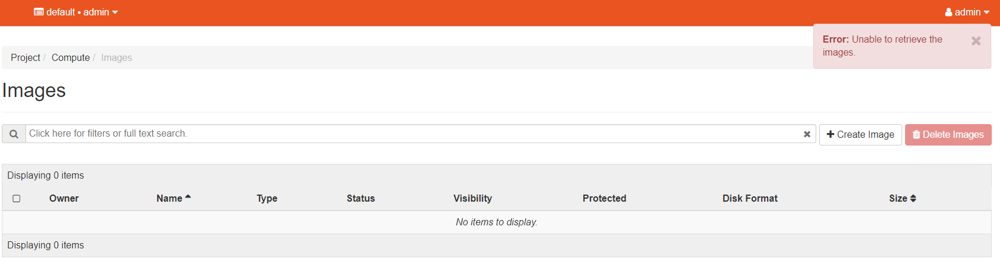 default • admin
admin
Error: Unable to retrieve the
images.
Project / Compute / Images
Images
Click here for filters or full text search.
Create Image
Delete Images
Displaying 0 items
Owner Name Type Status Visibility Protected Disk Format Size
No items to display.
Displaying 0 items